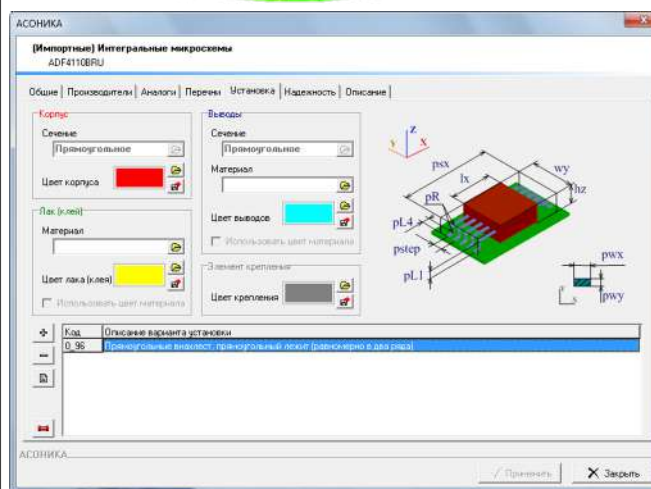 АСОНИКА
(Импортные) Интегральные микросхемы
ADF4110BRU
Общие | Производители | Аналоги | Перечни | Установка | Надежность | Описание
Корпус
Сечение
Прямоугольное
Цвет корпуса
Лак (клей)
Материал
Цвет лака (клея)
Использовать цвет материала
Выводы
Сечение
Прямоугольное
Материал
Цвет выводов
Использовать цвет материала
Элемент крепления
Цвет крепления
Z
Y
X
psx
wy
lx
hz
pR
pL4
pstep
pL1
pwx
pwy
Код Описание варианта установки
0_96 Прямоугольные внахлест, прямоугольный лежит (равномерно в два ряда)
АСОНИКА
Применить
Закрыть